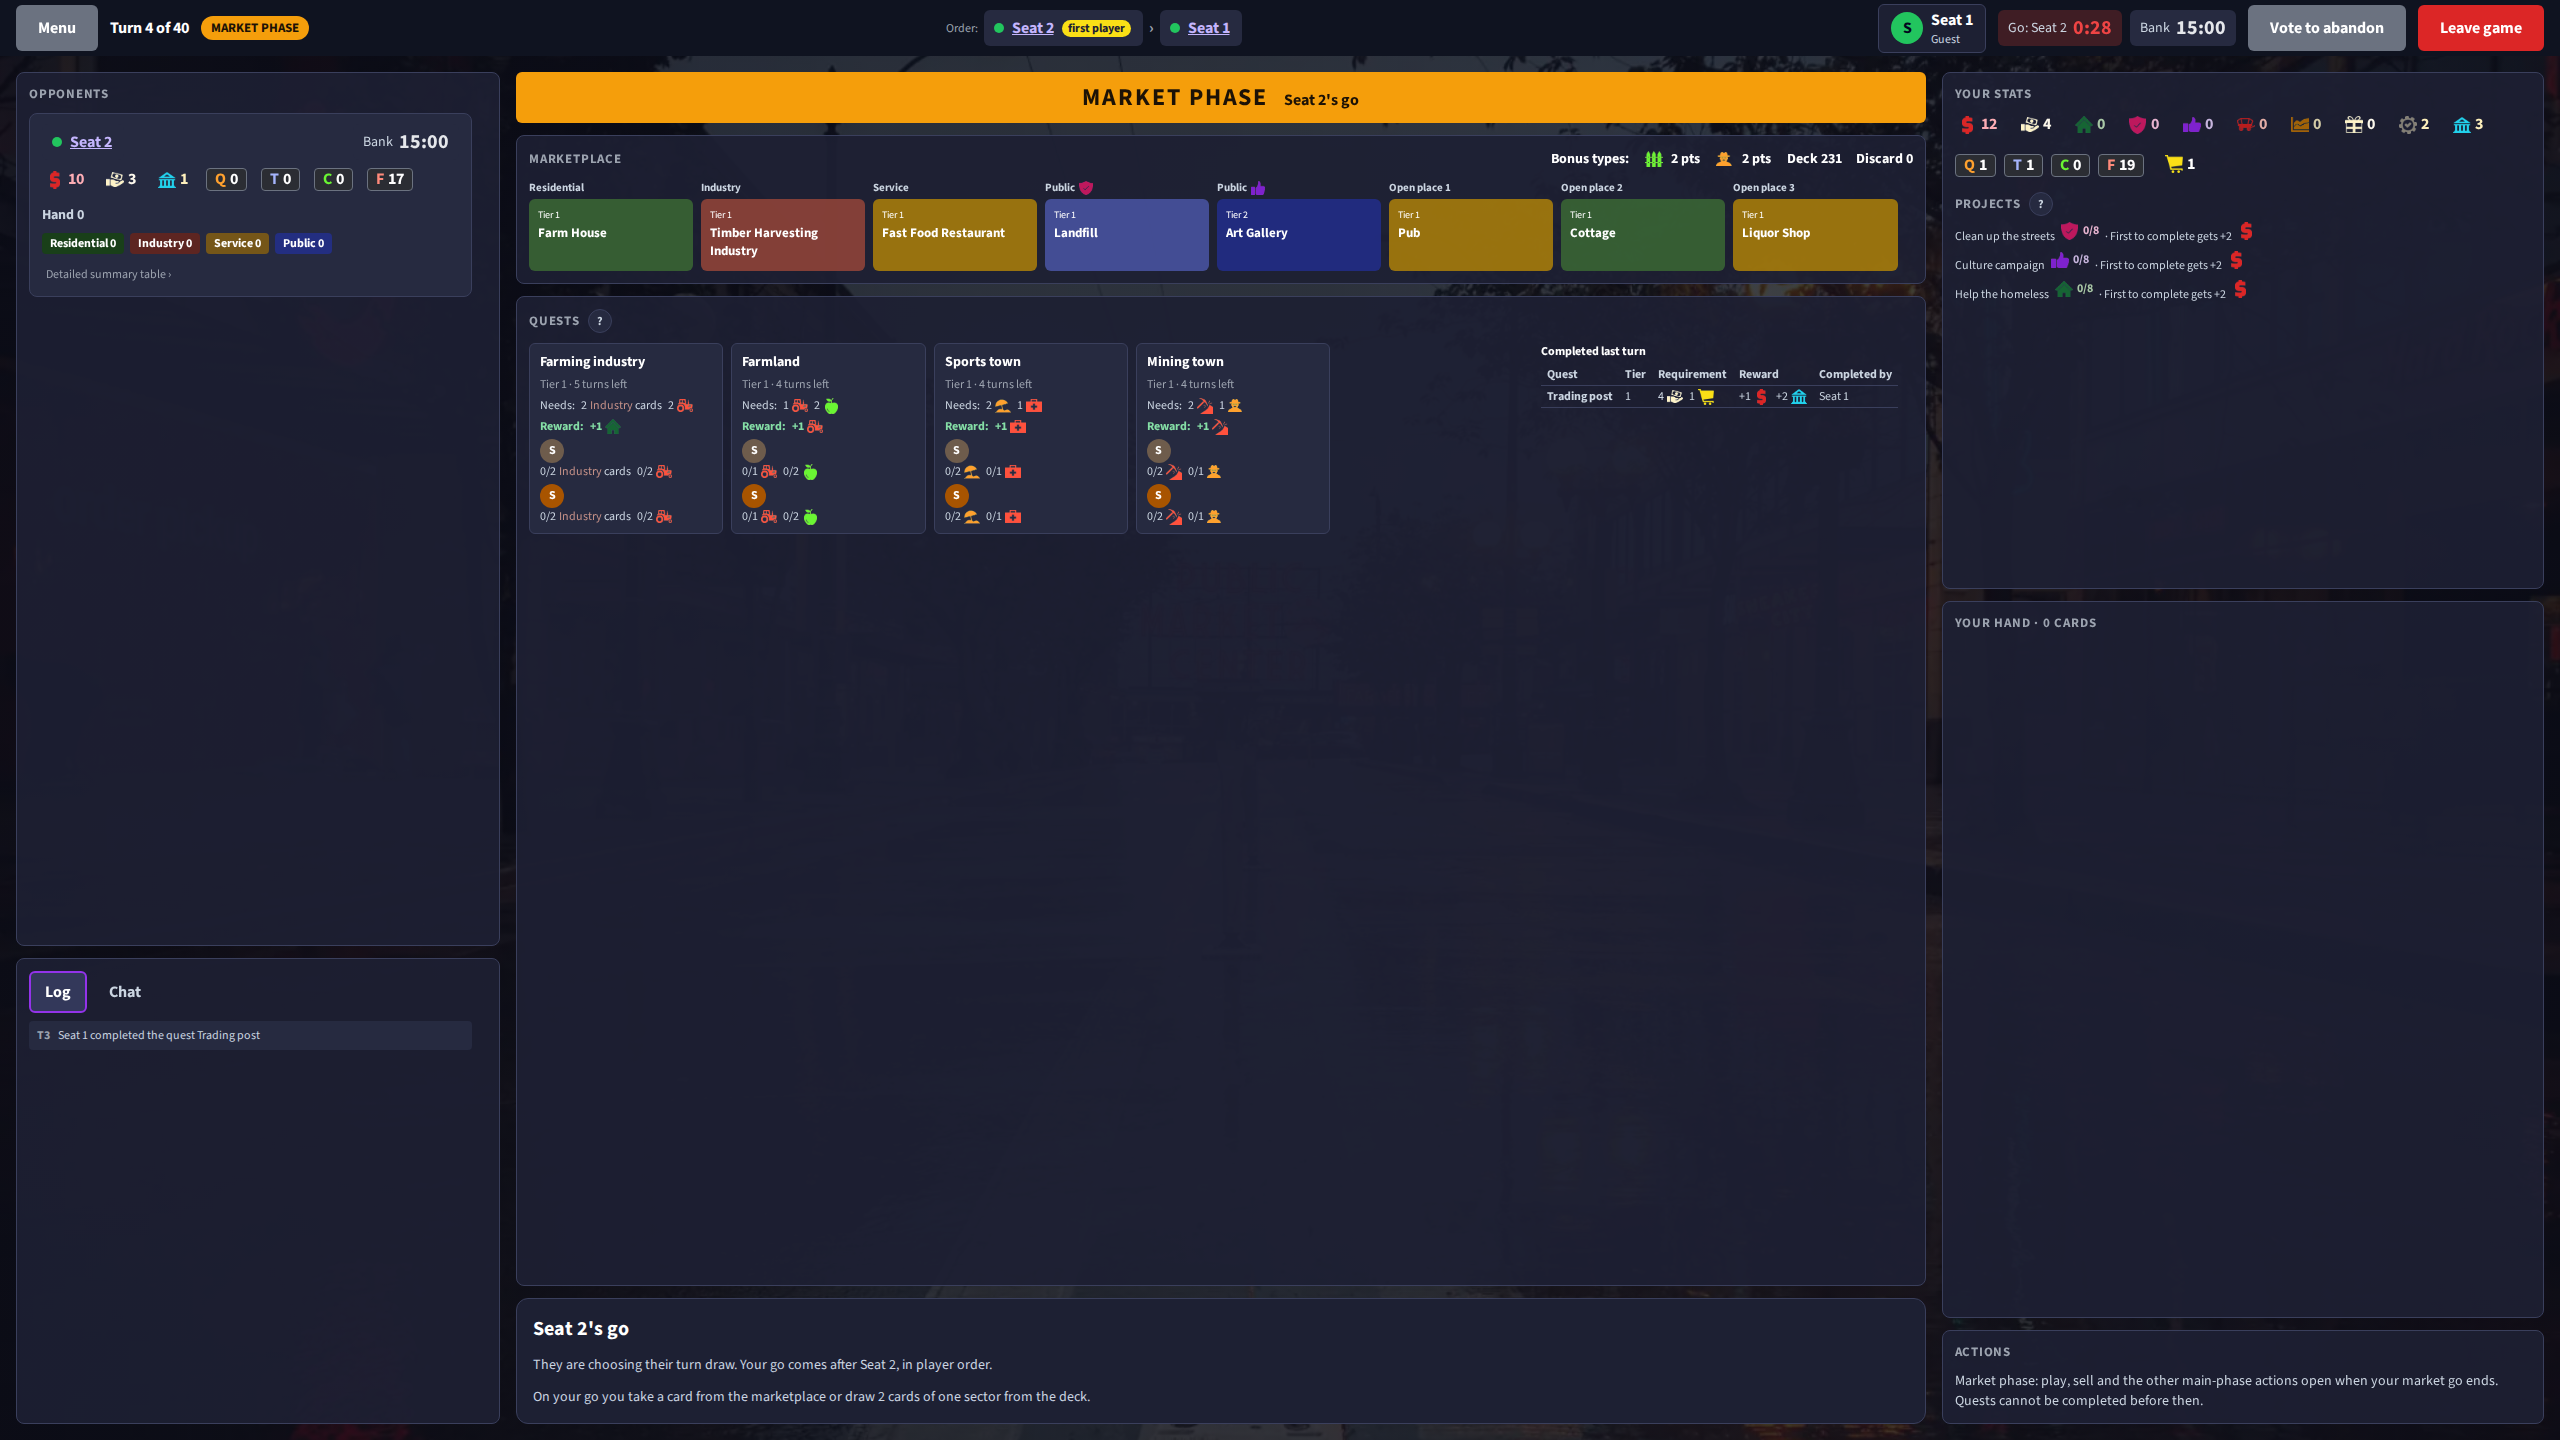 Menu
Turn 4 of 40
MARKET PHASE
Order:
Seat 2
first player
›
Seat 1
S
Seat 1
Guest
Go: Seat 2 0:28
Bank 15:00
Vote to abandon
Leave game
OPPONENTS
Seat 2
Bank 15:00
10
3
1
Q 0
T 0
C 0
F 17
Hand 0
Residential 0
Industry 0
Service 0
Public 0
Detailed summary table ›
Log
Chat
T3 Seat 1 completed the quest Trading post
MARKET PHASE Seat 2's go
MARKETPLACE
Bonus types: 2 pts 2 pts Deck 231 Discard 0
Residential
Tier 1
Farm House
Industry
Tier 1
Timber Harvesting
Industry
Service
Tier 1
Fast Food Restaurant
Public
Tier 1
Landfill
Public
Tier 2
Art Gallery
Open place 1
Tier 1
Pub
Open place 2
Tier 1
Cottage
Open place 3
Tier 1
Liquor Shop
QUESTS ?
Farming industry
Tier 1 · 5 turns left
Needs: 2 Industry cards 2
Reward: +1
S
0/2 Industry cards 0/2
S
0/2 Industry cards 0/2
Farmland
Tier 1 · 4 turns left
Needs: 1 2
Reward: +1
S
0/1 0/2
S
0/1 0/2
Sports town
Tier 1 · 4 turns left
Needs: 2 1
Reward: +1
S
0/2 0/1
S
0/2 0/1
Mining town
Tier 1 · 4 turns left
Needs: 2 1
Reward: +1
S
0/2 0/1
S
0/2 0/1
Completed last turn
Quest Tier Requirement Reward Completed by
Trading post 1 4 1 +1 +2 Seat 1
Seat 2's go
They are choosing their turn draw. Your go comes after Seat 2, in player order.
On your go you take a card from the marketplace or draw 2 cards of one sector from the deck.
YOUR STATS
12 4 0 0 0 0 0 0 2 3
Q 1
T 1
C 0
F 19
1
PROJECTS ?
Clean up the streets 0/8 · First to complete gets +2
Culture campaign 0/8 · First to complete gets +2
Help the homeless 0/8 · First to complete gets +2
YOUR HAND · 0 CARDS
ACTIONS
Market phase: play, sell and the other main-phase actions open when your market go ends.
Quests cannot be completed before then.